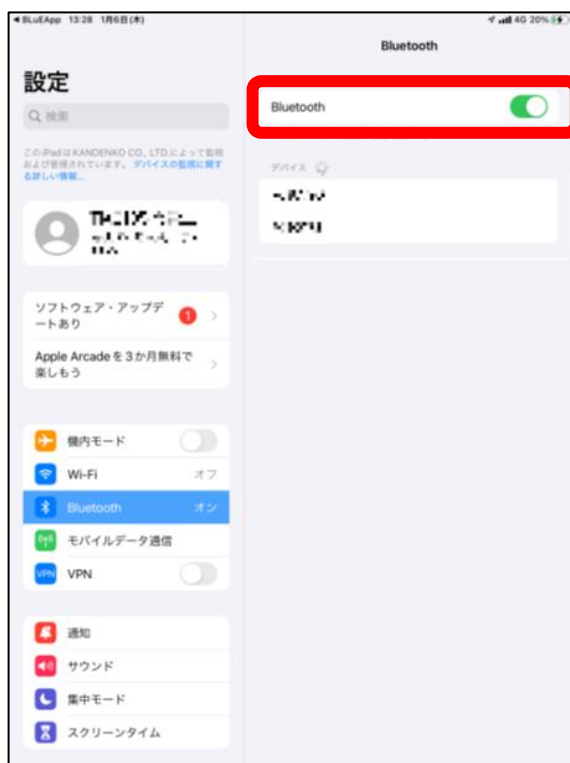 ◀BLuEApp 13:28 1月6日(木)
4G 20%
設定
検索
このiPadはKANDENKO CO., LTD.によって監視
および管理されています。デバイスの監視に関す
る詳しい情報...
ソフトウェア・アップデ
ートあり
1
Apple Arcadeを3か月無料で
楽しもう
機内モード
Wi-Fi オフ
Bluetooth オン
モバイルデータ通信
VPN VPN
通知
サウンド
集中モード
スクリーンタイム
Bluetooth
Bluetooth
デバイス